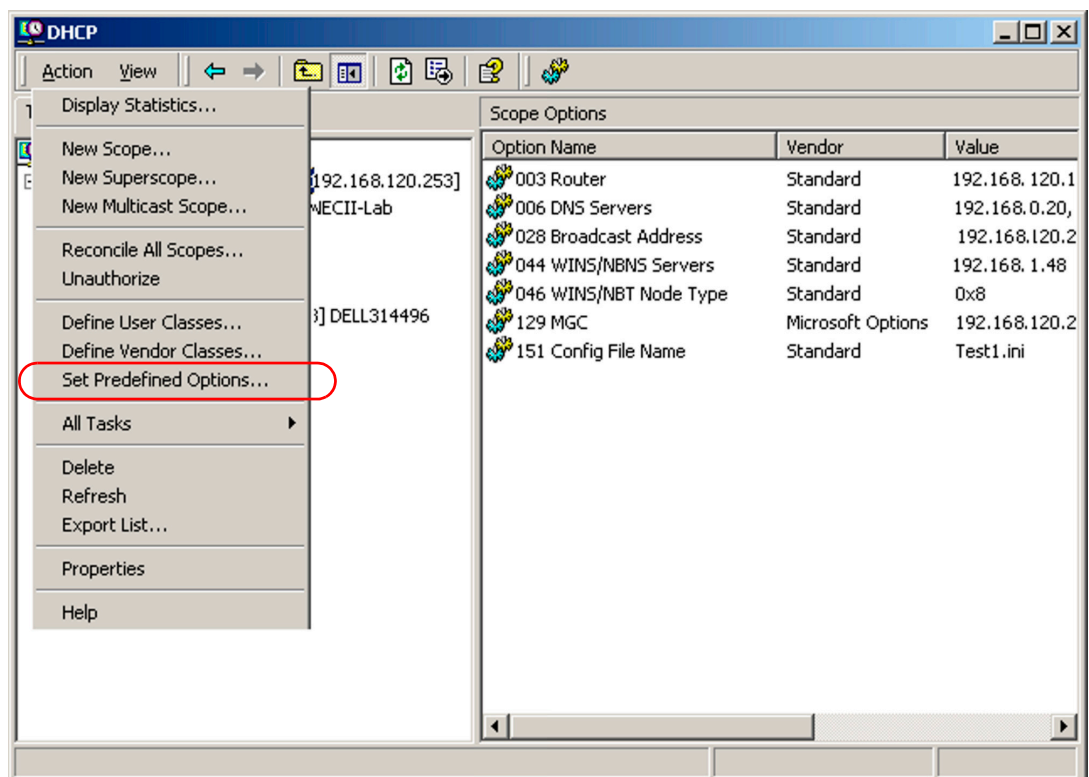 DHCP
Action View
Display Statistics...
New Scope...
New Superscope...
New Multicast Scope...
Reconcile All Scopes...
Unauthorize
Define User Classes...
Define Vendor Classes...
Set Predefined Options...
All Tasks
Delete
Refresh
Export List...
Properties
Help
192.168.120.253]
NECII-Lab
] DELL314496
Scope Options
Option Name Vendor Value
003 Router Standard 192.168. 120.1
006 DNS Servers Standard 192.168.0.20,
028 Broadcast Address Standard 192.168.120.2
044 WINS/NBNS Servers Standard 192.168. 1.48
046 WINS/NBT Node Type Standard 0x8
129 MGC Microsoft Options 192.168.120.2
151 Config File Name Standard Test1.ini